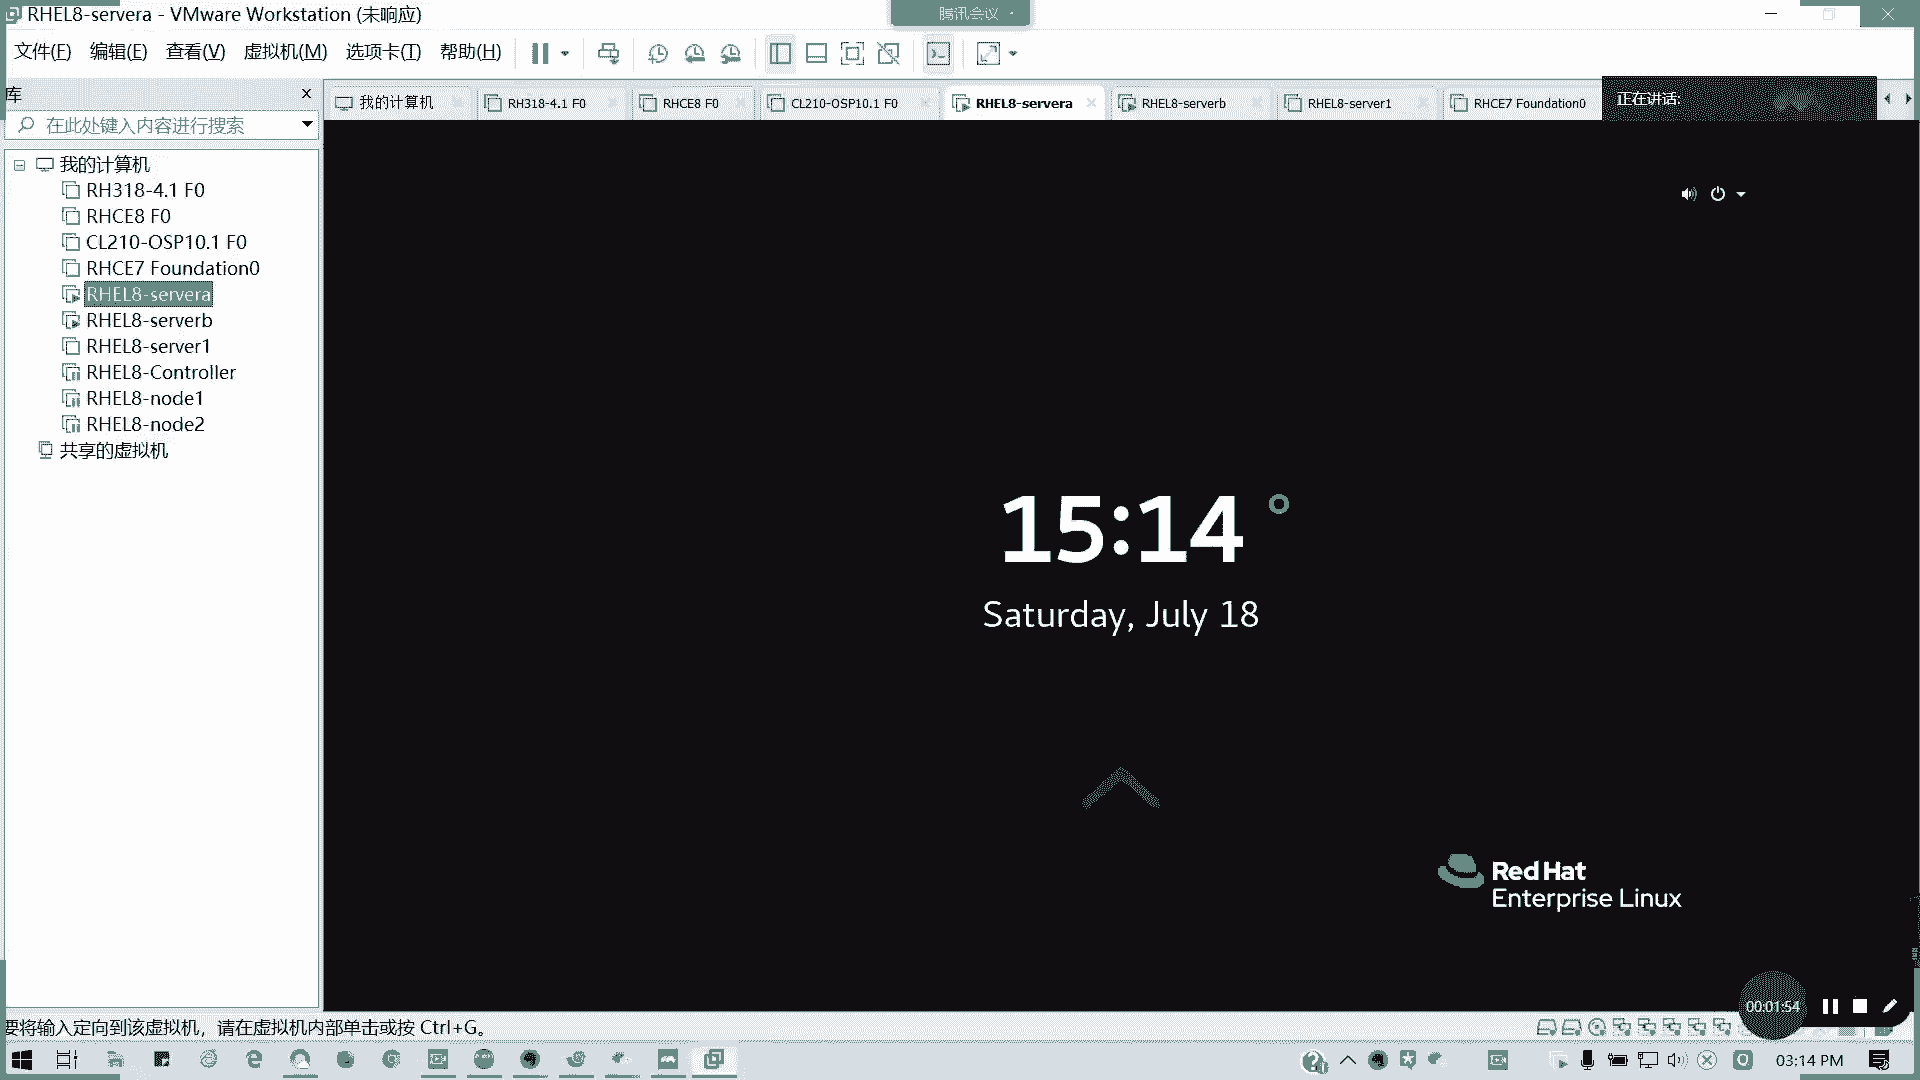 RHEL8-servera - VMware Workstation (未响应)
腾讯会议
文件(F) 编辑(E) 查看(V) 虚拟机(M) 选项卡(T) 帮助(H)
库
在此处键入内容进行搜索
我的计算机
RH318-4.1 F0
RHCE8 F0
CL210-OSP10.1 F0
RHCE7 Foundation0
RHEL8-servera
RHEL8-serverb
RHEL8-server1
RHEL8-Controller
RHEL8-node1
RHEL8-node2
共享的虚拟机
我的计算机 RH318-4.1 F0 RHCE8 F0 CL210-OSP10.1 F0 RHEL8-servera RHEL8-serverb RHEL8-server1 RHCE7 Foundation0
正在讲话:
15:14
Saturday, July 18
Red Hat
Enterprise Linux
00:01:54
要将输入定向到该虚拟机，请在虚拟机内部单击或按 Ctrl+G。
03:14 PM